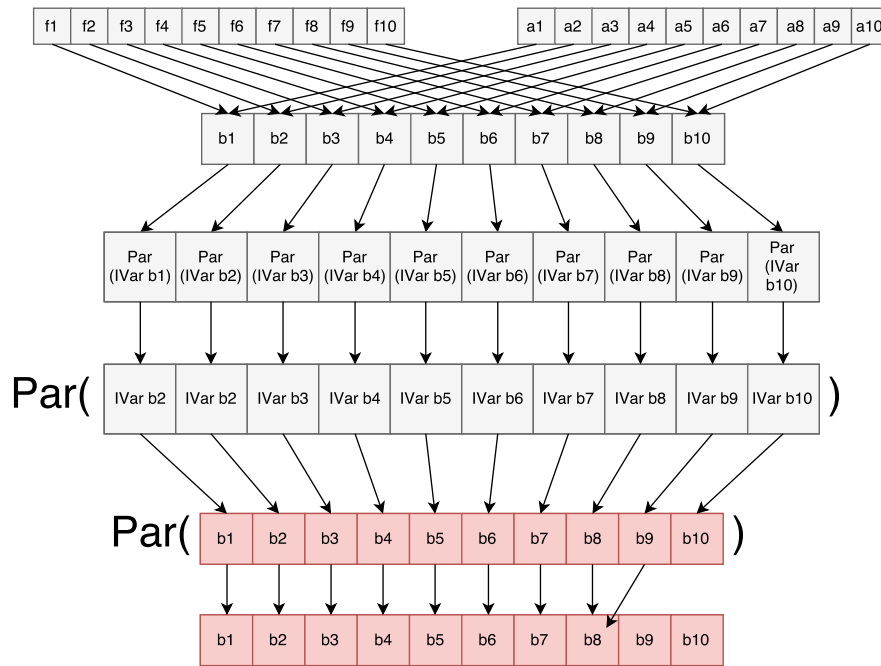 f1 f2 f3 f4 f5 f6 f7 f8 f9 f10 a1 a2 a3 a4 a5 a6 a7 a8 a9 a10
b1 b2 b3 b4 b5 b6 b7 b8 b9 b10
Par (IVar b1) Par (IVar b2) Par (IVar b3) Par (IVar b4) Par (IVar b5) Par (IVar b6) Par (IVar b7) Par (IVar b8) Par (IVar b9) Par (IVar b10)
Par( IVar b2 IVar b2 IVar b3 IVar b4 IVar b5 IVar b6 IVar b7 IVar b8 IVar b9 IVar b10 )
Par( b1 b2 b3 b4 b5 b6 b7 b8 b9 b10 )
b1 b2 b3 b4 b5 b6 b7 b8 b9 b10